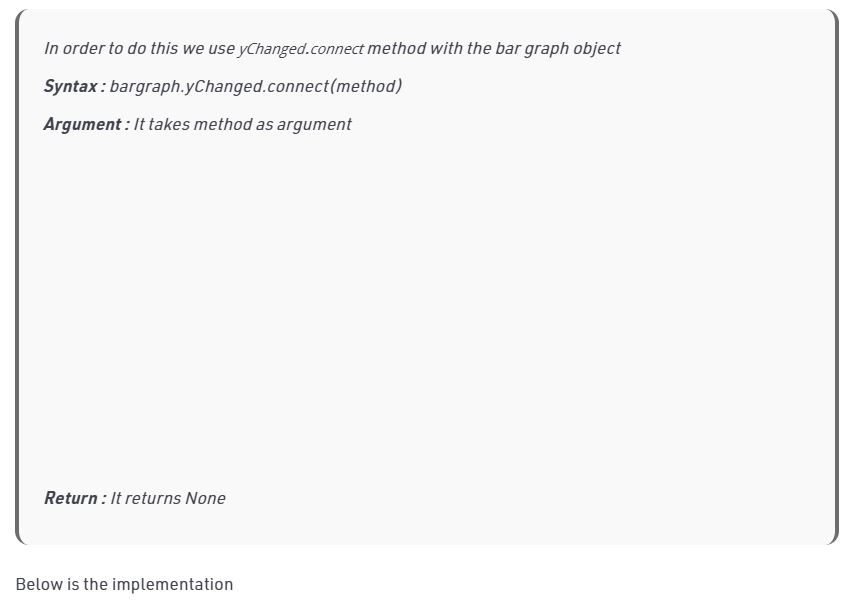 In order to do this we use yChanged.connect method with the bar graph object
Syntax : bargraph.yChanged.connect(method)
Argument : It takes method as argument
Return : It returns None
Below is the implementation